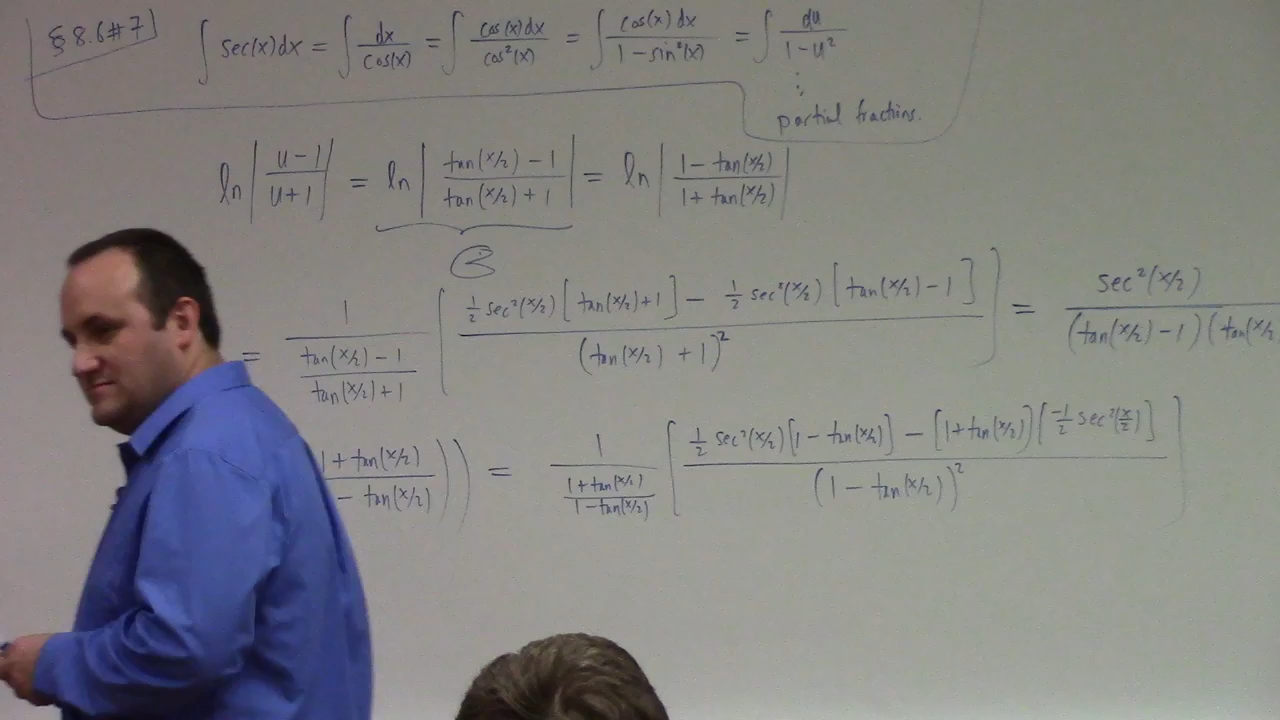 §8.6#7
∫ sec(x)dx = ∫ dx/cos(x) = ∫ cos(x)dx/cos²(x) = ∫ cos(x)dx/(1 - sin²(x)) = ∫ du/(1 - u²)
⋮
partial fractions.
ln|(u-1)/(u+1)| = ln|(tan(x/2) - 1)/(tan(x/2) + 1)| = ln|(1 - tan(x/2))/(1 + tan(x/2))|
= 1/((tan(x/2) - 1)/(tan(x/2) + 1)) [(½ sec²(x/2)[tan(x/2)+1] - ½ sec²(x/2)[tan(x/2) - 1])/(tan(x/2) + 1)²] = sec²(x/2)/(tan(x/2) - 1)(tan(x/2
(1 + tan(x/2))/( - tan(x/2)))) = 1/((1+tan(x/2))/(1-tan(x/2))) [(½ sec²(x/2)[1 - tan(x/2)] - [1+tan(x/2)][-½ sec²(x/2)])/(1 - tan(x/2))²]